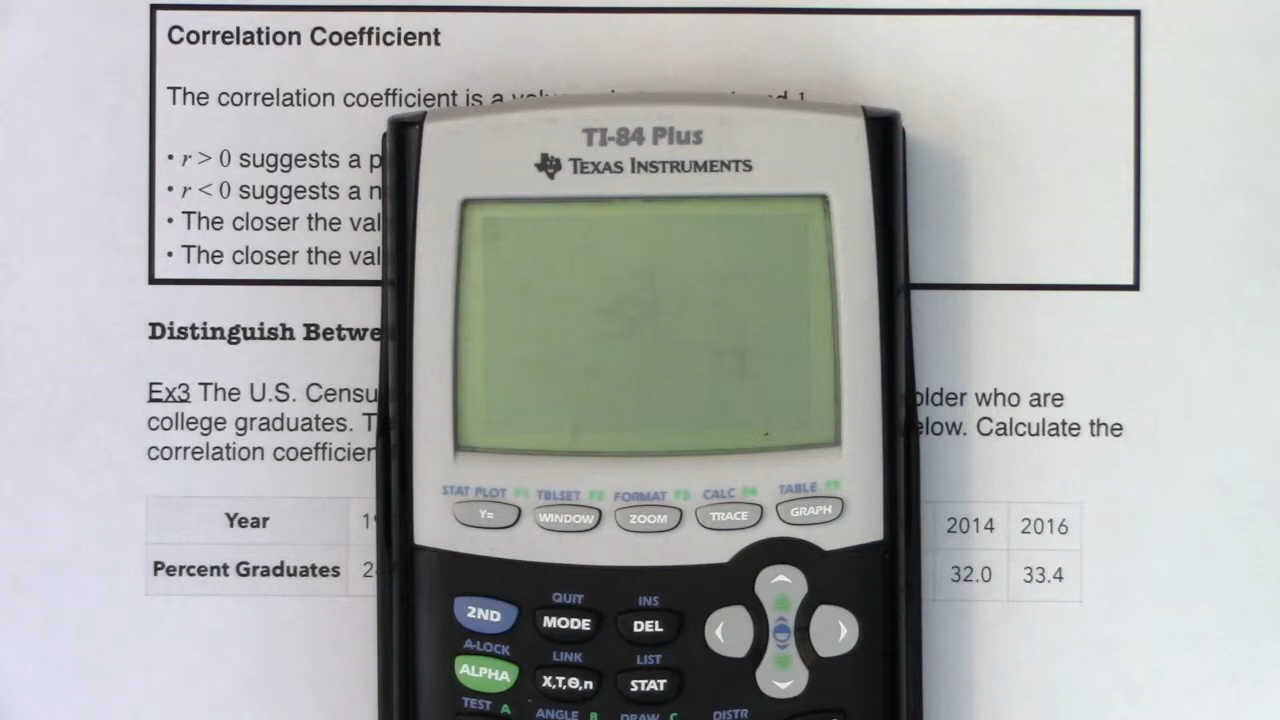 Correlation Coefficient
The correlation coefficient is a
• r > 0 suggests a p
• r < 0 suggests a n
• The closer the val
• The closer the val
TI-84 Plus
TEXAS INSTRUMENTS
Distinguish Betwe
Ex3 The U.S. Censu older who are
college graduates. T elow. Calculate the
correlation coefficien
Year 1 2014 2016
Percent Graduates 2 32.0 33.4
STAT PLOT F1 TBLSET F2 FORMAT F3 CALC F4 TABLE F5
Y= WINDOW ZOOM TRACE GRAPH
QUIT INS
2ND MODE DEL
A-LOCK LINK LIST
ALPHA X,T,Θ,n STAT
TEST A ANGLE B DRAW C DISTR